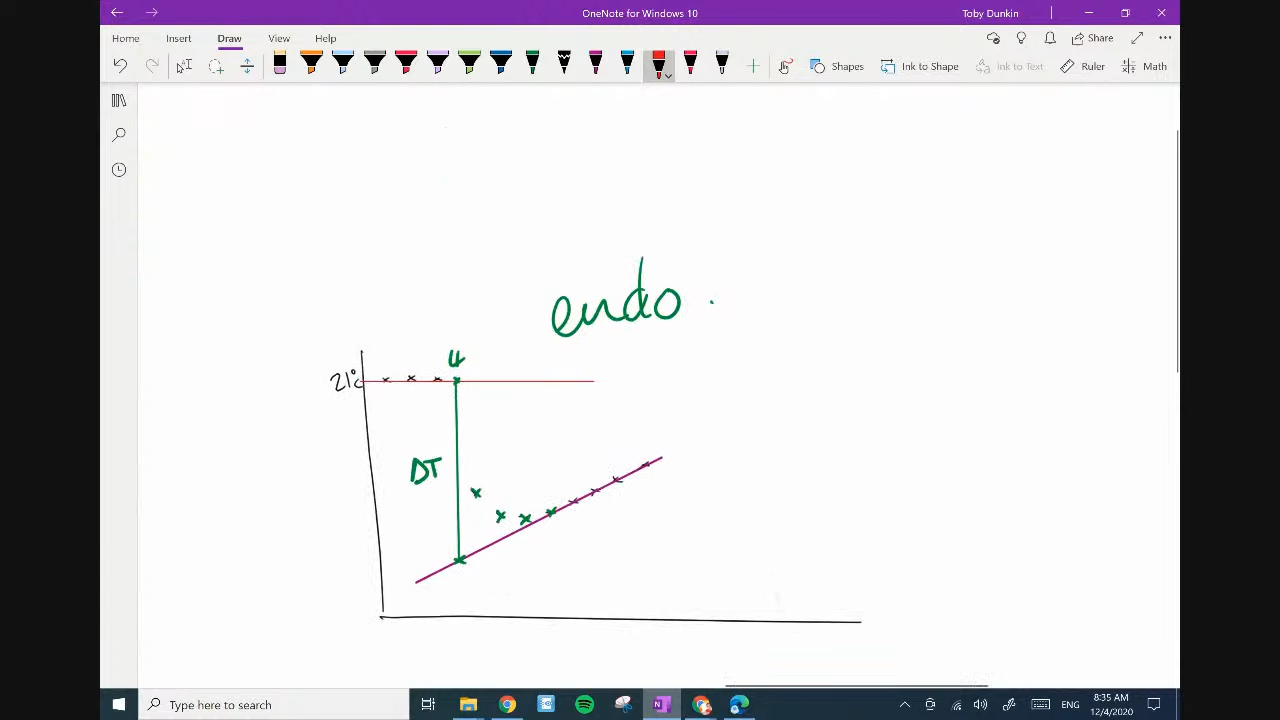 OneNote for Windows 10
Toby Dunkin
Home Insert Draw View Help
Share
Shapes Ink to Shape Ink to Text Ruler Math
endo .
4
21°c
DT
Type here to search
ENG
8:35 AM
12/4/2020